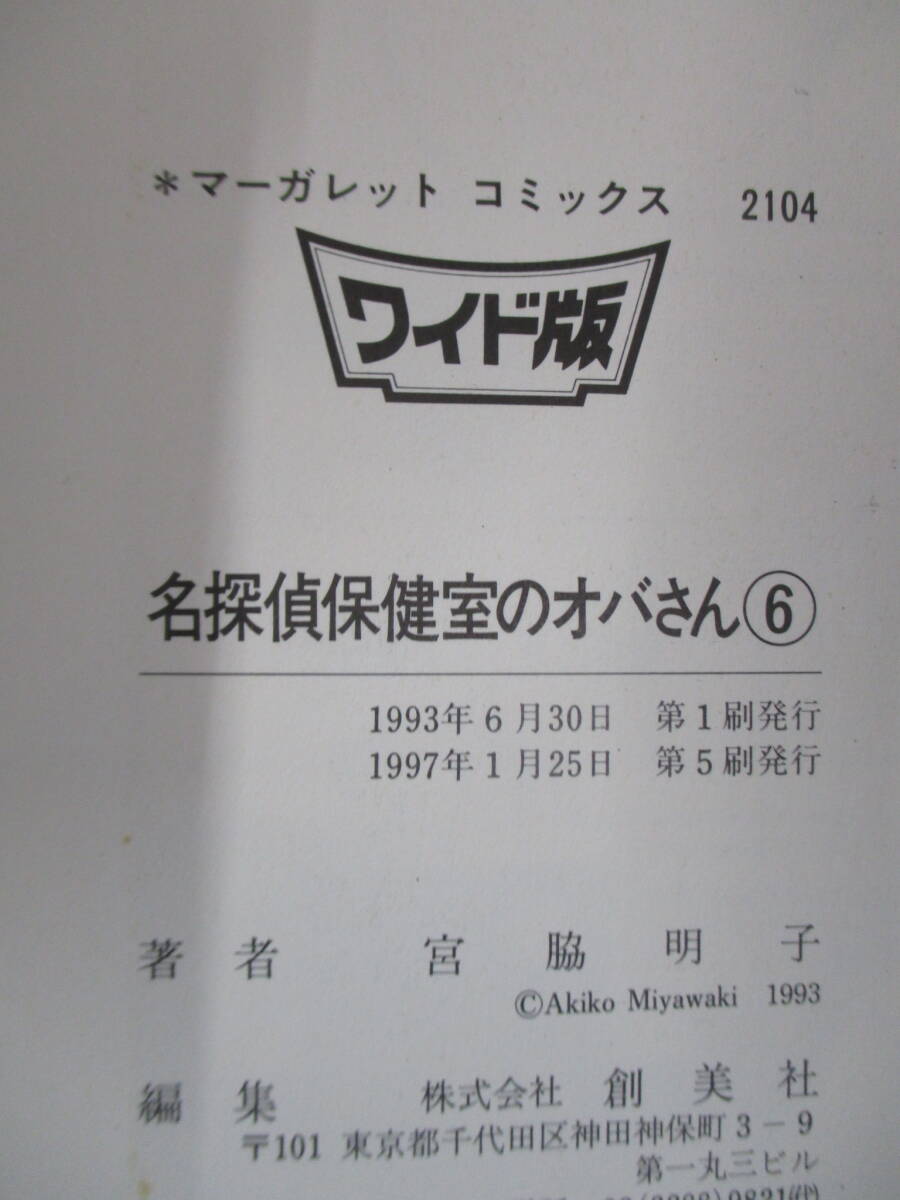 *マーガレット コミックス 2104
ワイド版
名探偵保健室のオバさん⑥
1993年6月30日 第1刷発行
1997年1月25日 第5刷発行
著者 宮脇明子
©Akiko Miyawaki 1993
編集 株式会社 創美社
〒101 東京都千代田区神田神保町3-9
第一丸三ビル